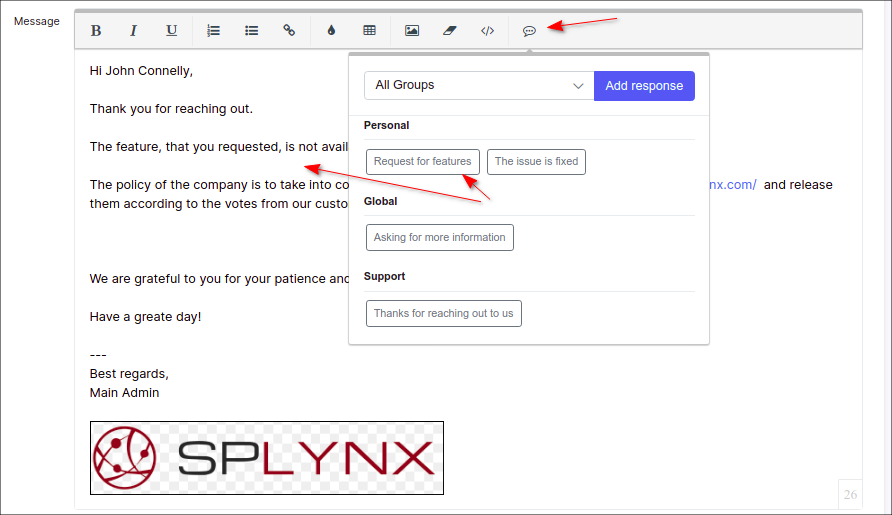 Message
B I U
Hi John Connelly,
Thank you for reaching out.
The feature, that you requested, is not avail
The policy of the company is to take into co nx.com/ and release
them according to the votes from our custo
We are grateful to you for your patience and
Have a greate day!
---
Best regards,
Main Admin
SPLYNX
26
All Groups
Add response
Personal
Request for features
The issue is fixed
Global
Asking for more information
Support
Thanks for reaching out to us